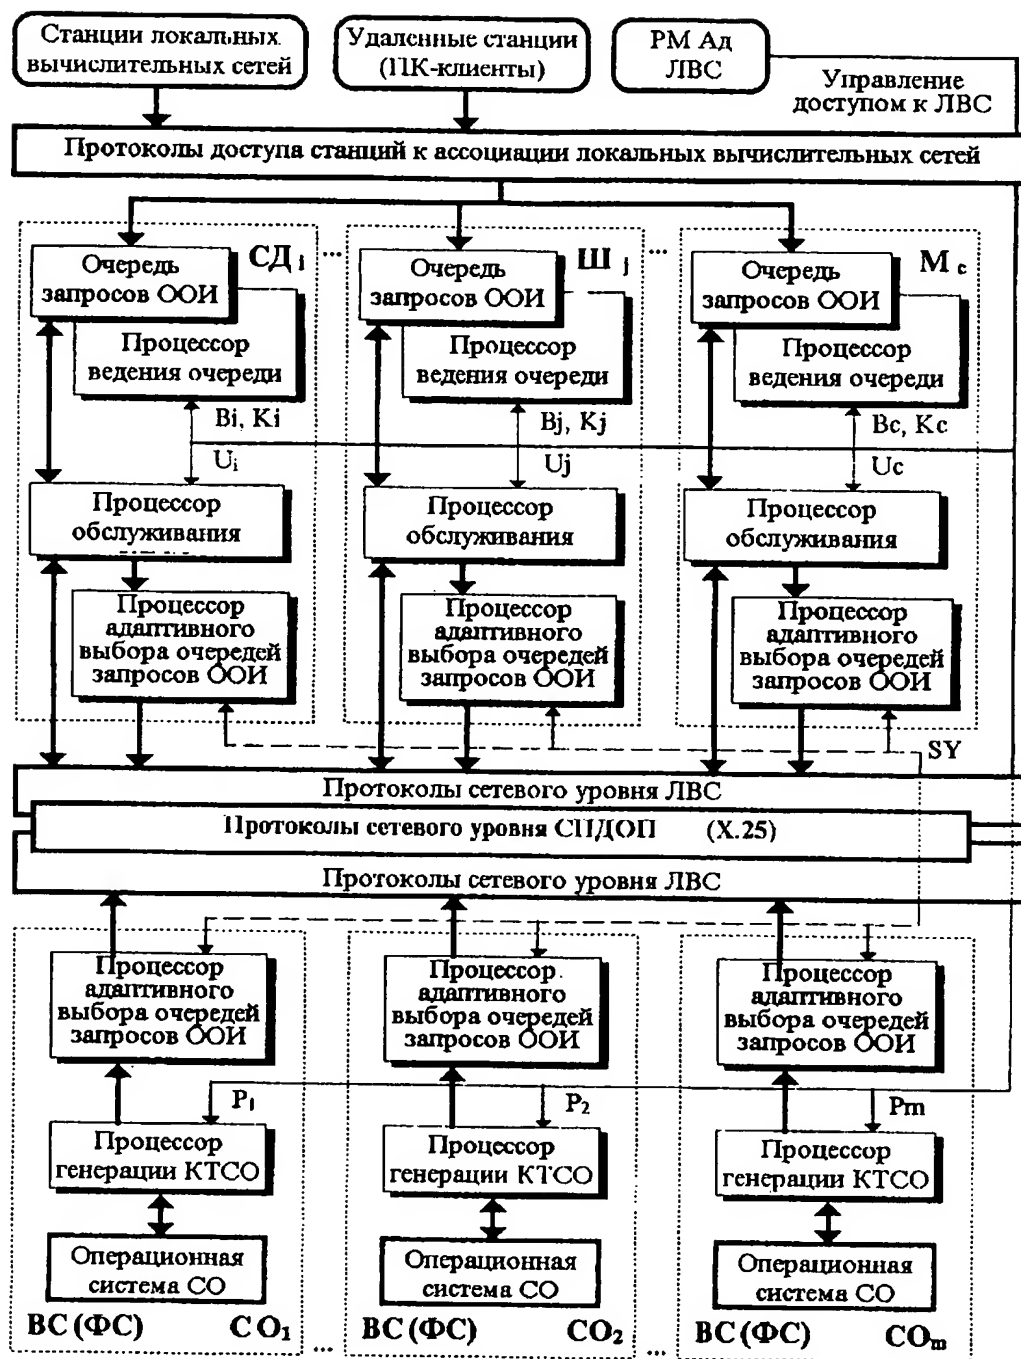 Станции локальных
вычислительных сетей
Удаленные станции
(ПК-клиенты)
РМ Ад
ЛВС
Управление
доступом к ЛВС
Протоколы доступа станций к ассоциации локальных вычислительных сетей
СД i
...
Ш j
...
М c
Очередь
запросов ООИ
Процессор
ведения очереди
Bi, Ki
Ui
Процессор
обслуживания
Процессор
адаптивного
выбора очередей
запросов ООИ
Очередь
запросов ООИ
Процессор
ведения очереди
Bj, Kj
Uj
Процессор
обслуживания
Процессор
адаптивного
выбора очередей
запросов ООИ
Очередь
запросов ООИ
Процессор
ведения очереди
Bc, Kc
Uc
Процессор
обслуживания
Процессор
адаптивного
выбора очередей
запросов ООИ
SY
Протоколы сетевого уровня ЛВС
Протоколы сетевого уровня СПДОП (X.25)
Протоколы сетевого уровня ЛВС
Процессор
адаптивного
выбора очередей
запросов ООИ
P1
Процессор
генерации КТСО
Операционная
система СО
ВС (ФС) СО1
...
Процессор
адаптивного
выбора очередей
запросов ООИ
P2
Процессор
генерации КТСО
Операционная
система СО
ВС (ФС) СО2
...
Процессор
адаптивного
выбора очередей
запросов ООИ
Pm
Процессор
генерации КТСО
Операционная
система СО
ВС (ФС) СОm